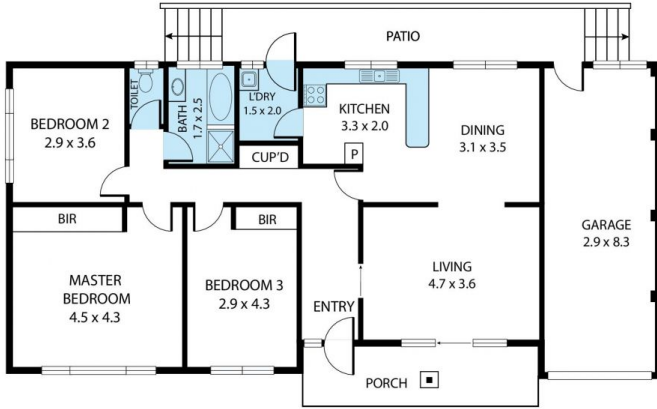 PATIO
TOILET
BATH
1.7 x 2.5
L'DRY
1.5 x 2.0
KITCHEN
3.3 x 2.0
P
DINING
3.1 x 3.5
BEDROOM 2
2.9 x 3.6
CUP'D
BIR
BIR
GARAGE
2.9 x 8.3
MASTER
BEDROOM
4.5 x 4.3
BEDROOM 3
2.9 x 4.3
LIVING
4.7 x 3.6
ENTRY
PORCH